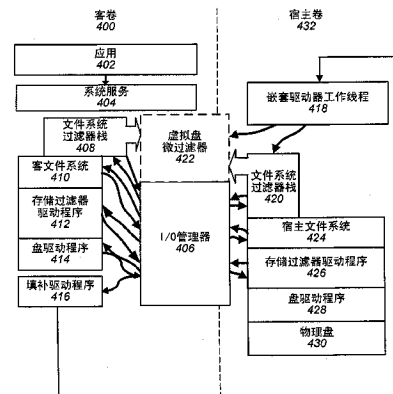 客卷
400
宿主卷
432
应用
402
系统服务
404
文件系统
过滤器栈
408
虚拟盘
微过滤器
422
嵌套驱动器工作线程
418
客文件系统
410
存储过滤器
驱动程序
412
盘驱动程序
414
填补驱动程序
416
I/O管理器
406
文件系统
过滤器栈
420
宿主文件系统
424
存储过滤器驱动程序
426
盘驱动程序
428
物理盘
430